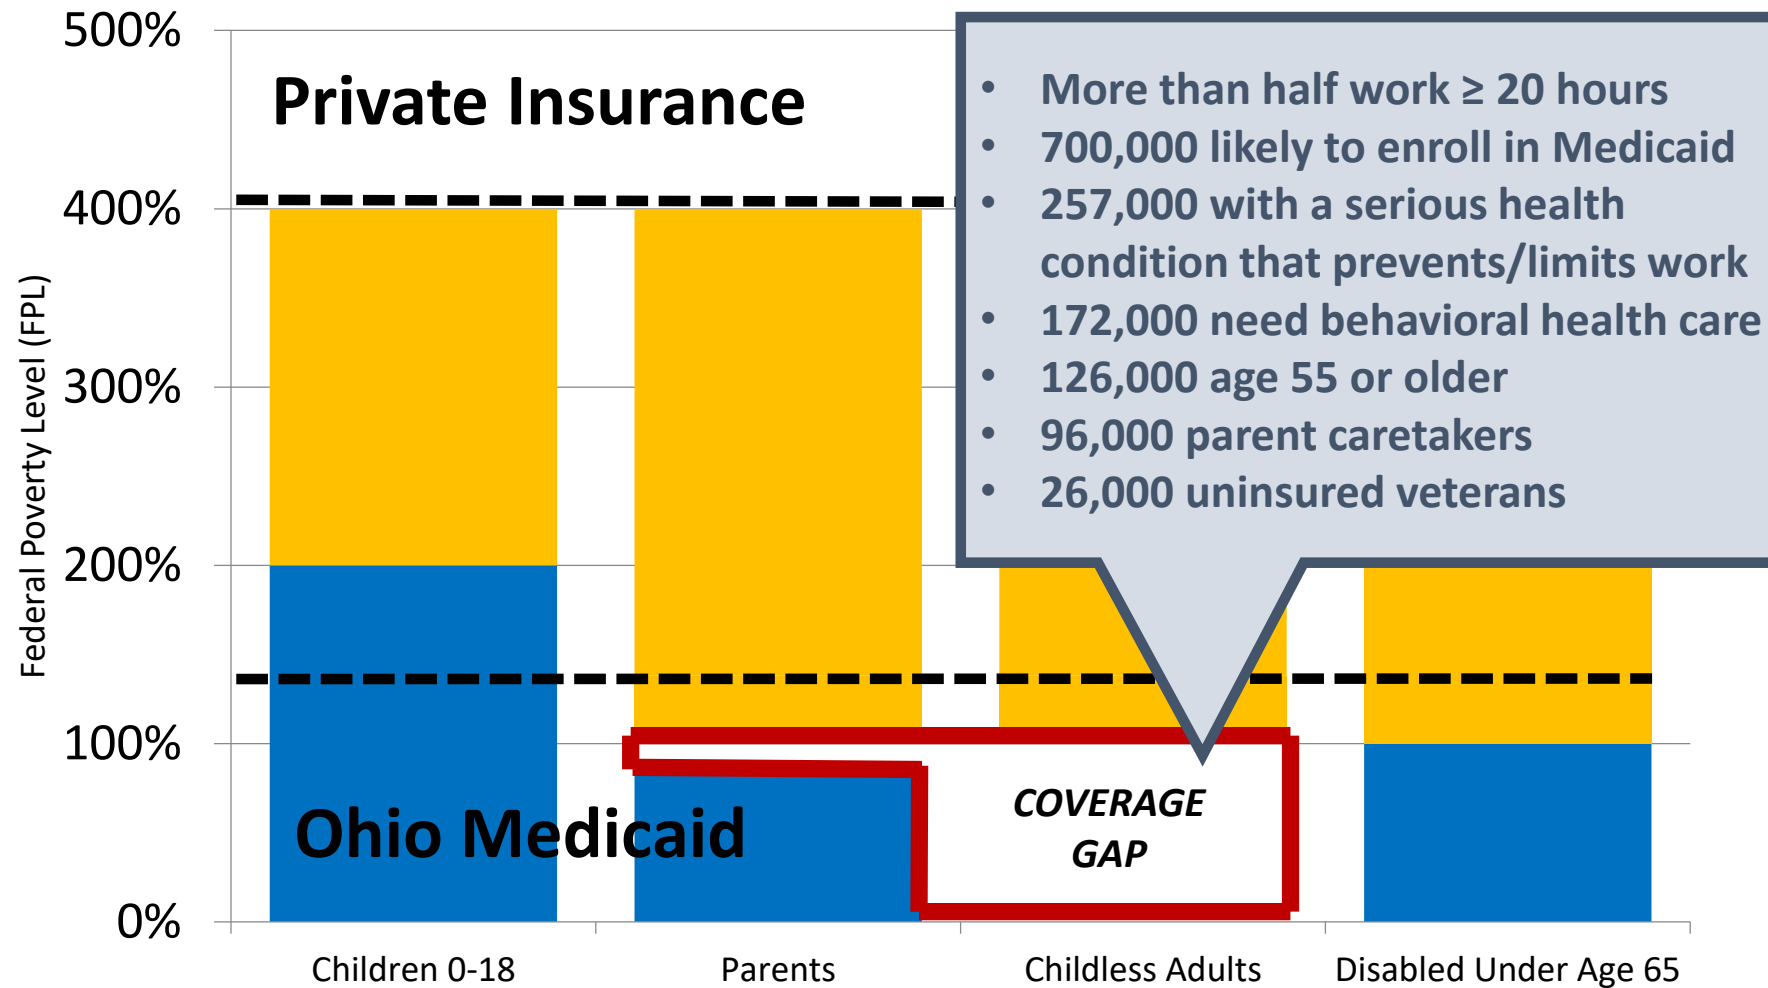 500%
400%
300%
200%
100%
0%
Federal Poverty Level (FPL)
Private Insurance
• More than half work ≥ 20 hours
• 700,000 likely to enroll in Medicaid
• 257,000 with a serious health
condition that prevents/limits work
• 172,000 need behavioral health care
• 126,000 age 55 or older
• 96,000 parent caretakers
• 26,000 uninsured veterans
Ohio Medicaid
COVERAGE
GAP
Children 0-18
Parents
Childless Adults
Disabled Under Age 65